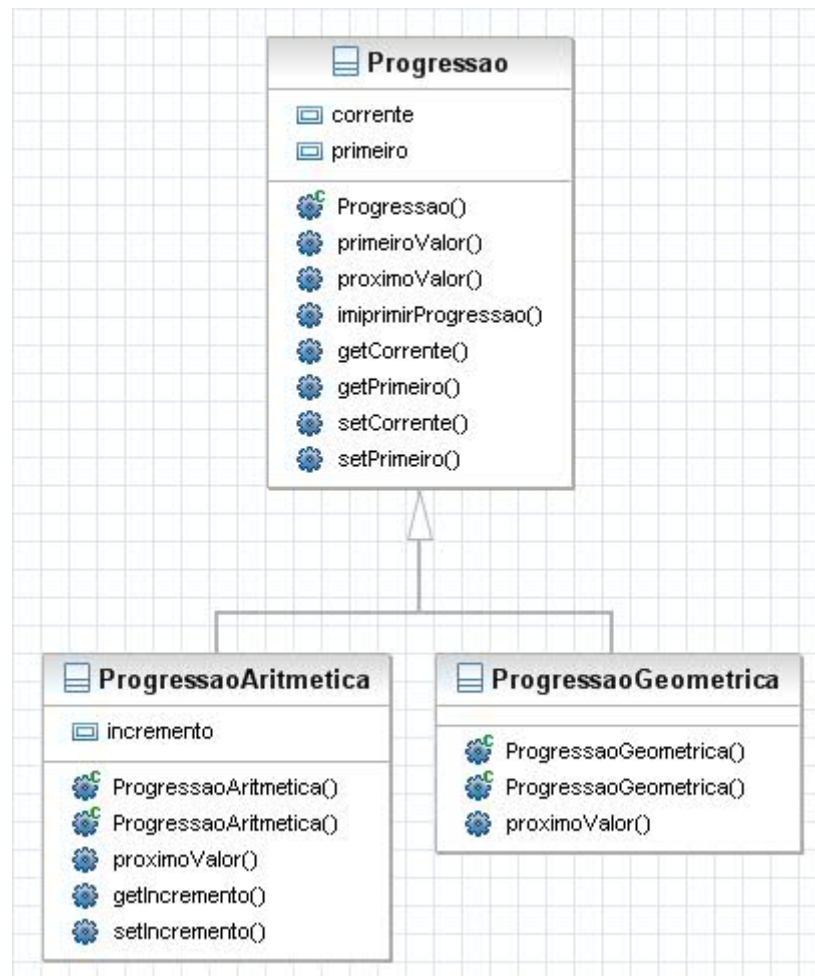 Progressao
corrente
primeiro
Progressao()
primeiroValor()
proximoValor()
imiprimirProgressao()
getCorrente()
getPrimeiro()
setCorrente()
setPrimeiro()
ProgressaoAritmetica
incremento
ProgressaoAritmetica()
ProgressaoAritmetica()
proximoValor()
getIncremento()
setIncremento()
ProgressaoGeometrica
ProgressaoGeometrica()
ProgressaoGeometrica()
proximoValor()